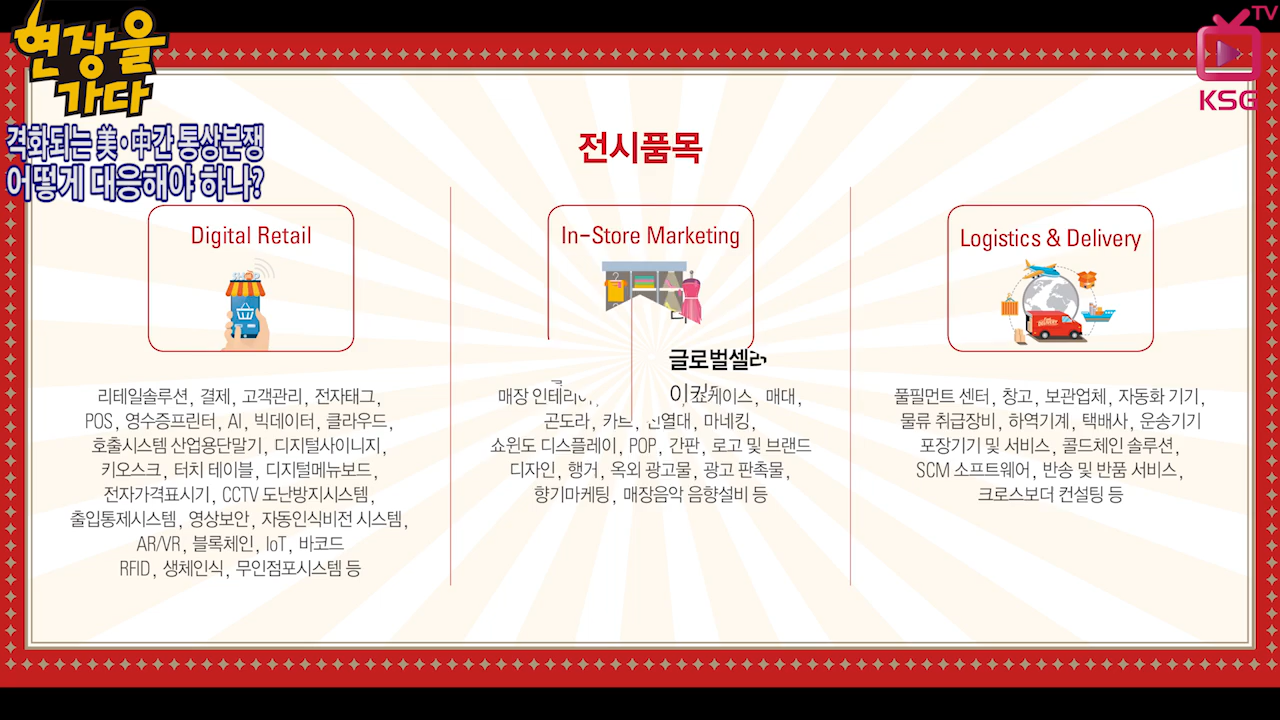 현장을
가다
격화되는 美·中간 통상분쟁
어떻게 대응해야 하나?
TV
KSG
전시품목
Digital Retail
리테일솔루션, 결제, 고객관리, 전자태그,
POS, 영수증프린터, AI, 빅데이터, 클라우드,
호출시스템 산업용단말기, 디지털사이니지,
키오스크, 터치 테이블, 디지털메뉴보드,
전자가격표시기, CCTV 도난방지시스템,
출입통제시스템, 영상보안, 자동인식비전 시스템,
AR/VR, 블록체인, IoT, 바코드
RFID, 생체인식, 무인점포시스템 등
In-Store Marketing
글로벌셀러
매장 매대,
곤도라, 마네킹,
쇼윈도 디스플레이, POP, 간판, 로고 및 브랜드
디자인, 행거, 옥외 광고물, 광고 판촉물,
향기마케팅, 매장음악 음향설비 등
Logistics & Delivery
풀필먼트 센터, 창고, 보관업체, 자동화 기기,
물류 취급장비, 하역기계, 택배사, 운송기기
포장기기 및 서비스, 콜드체인 솔루션,
SCM 소프트웨어, 반송 및 반품 서비스,
크로스보더 컨설팅 등